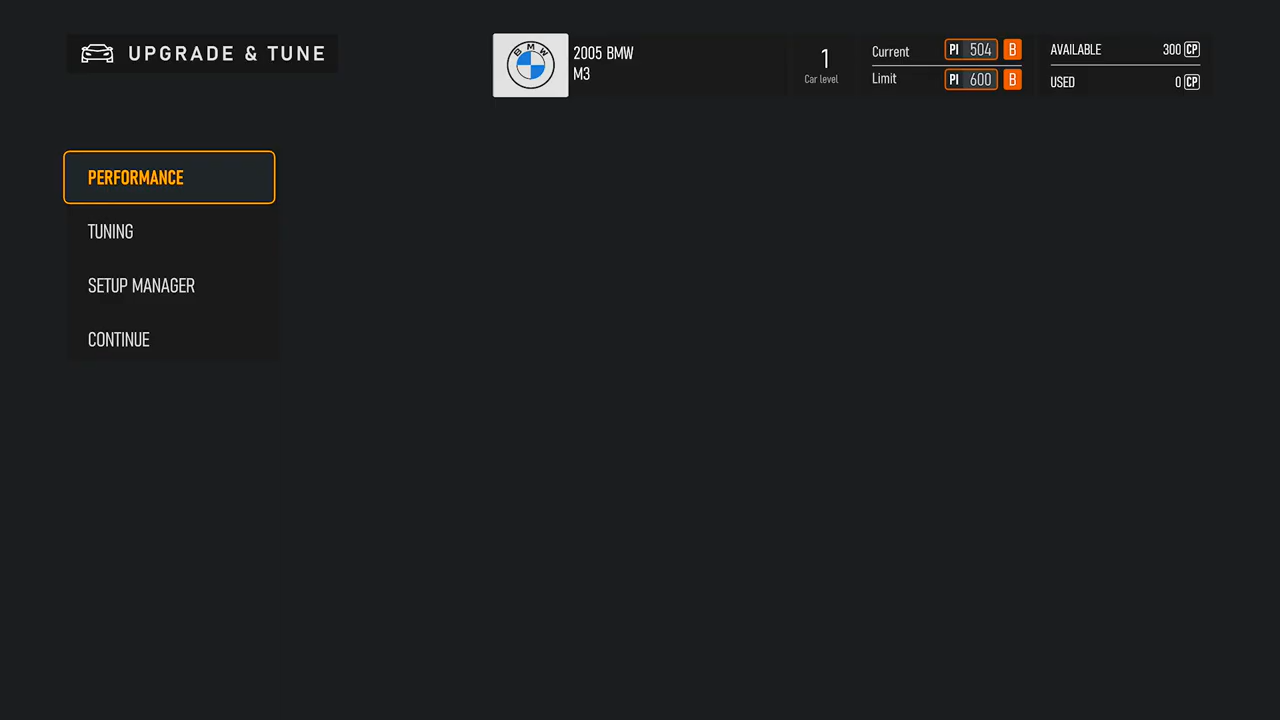 UPGRADE & TUNE
BMW
2005 BMW
M3
1
Car level
Current PI 504 B
Limit PI 600 B
AVAILABLE 300 CP
USED 0 CP
PERFORMANCE
TUNING
SETUP MANAGER
CONTINUE